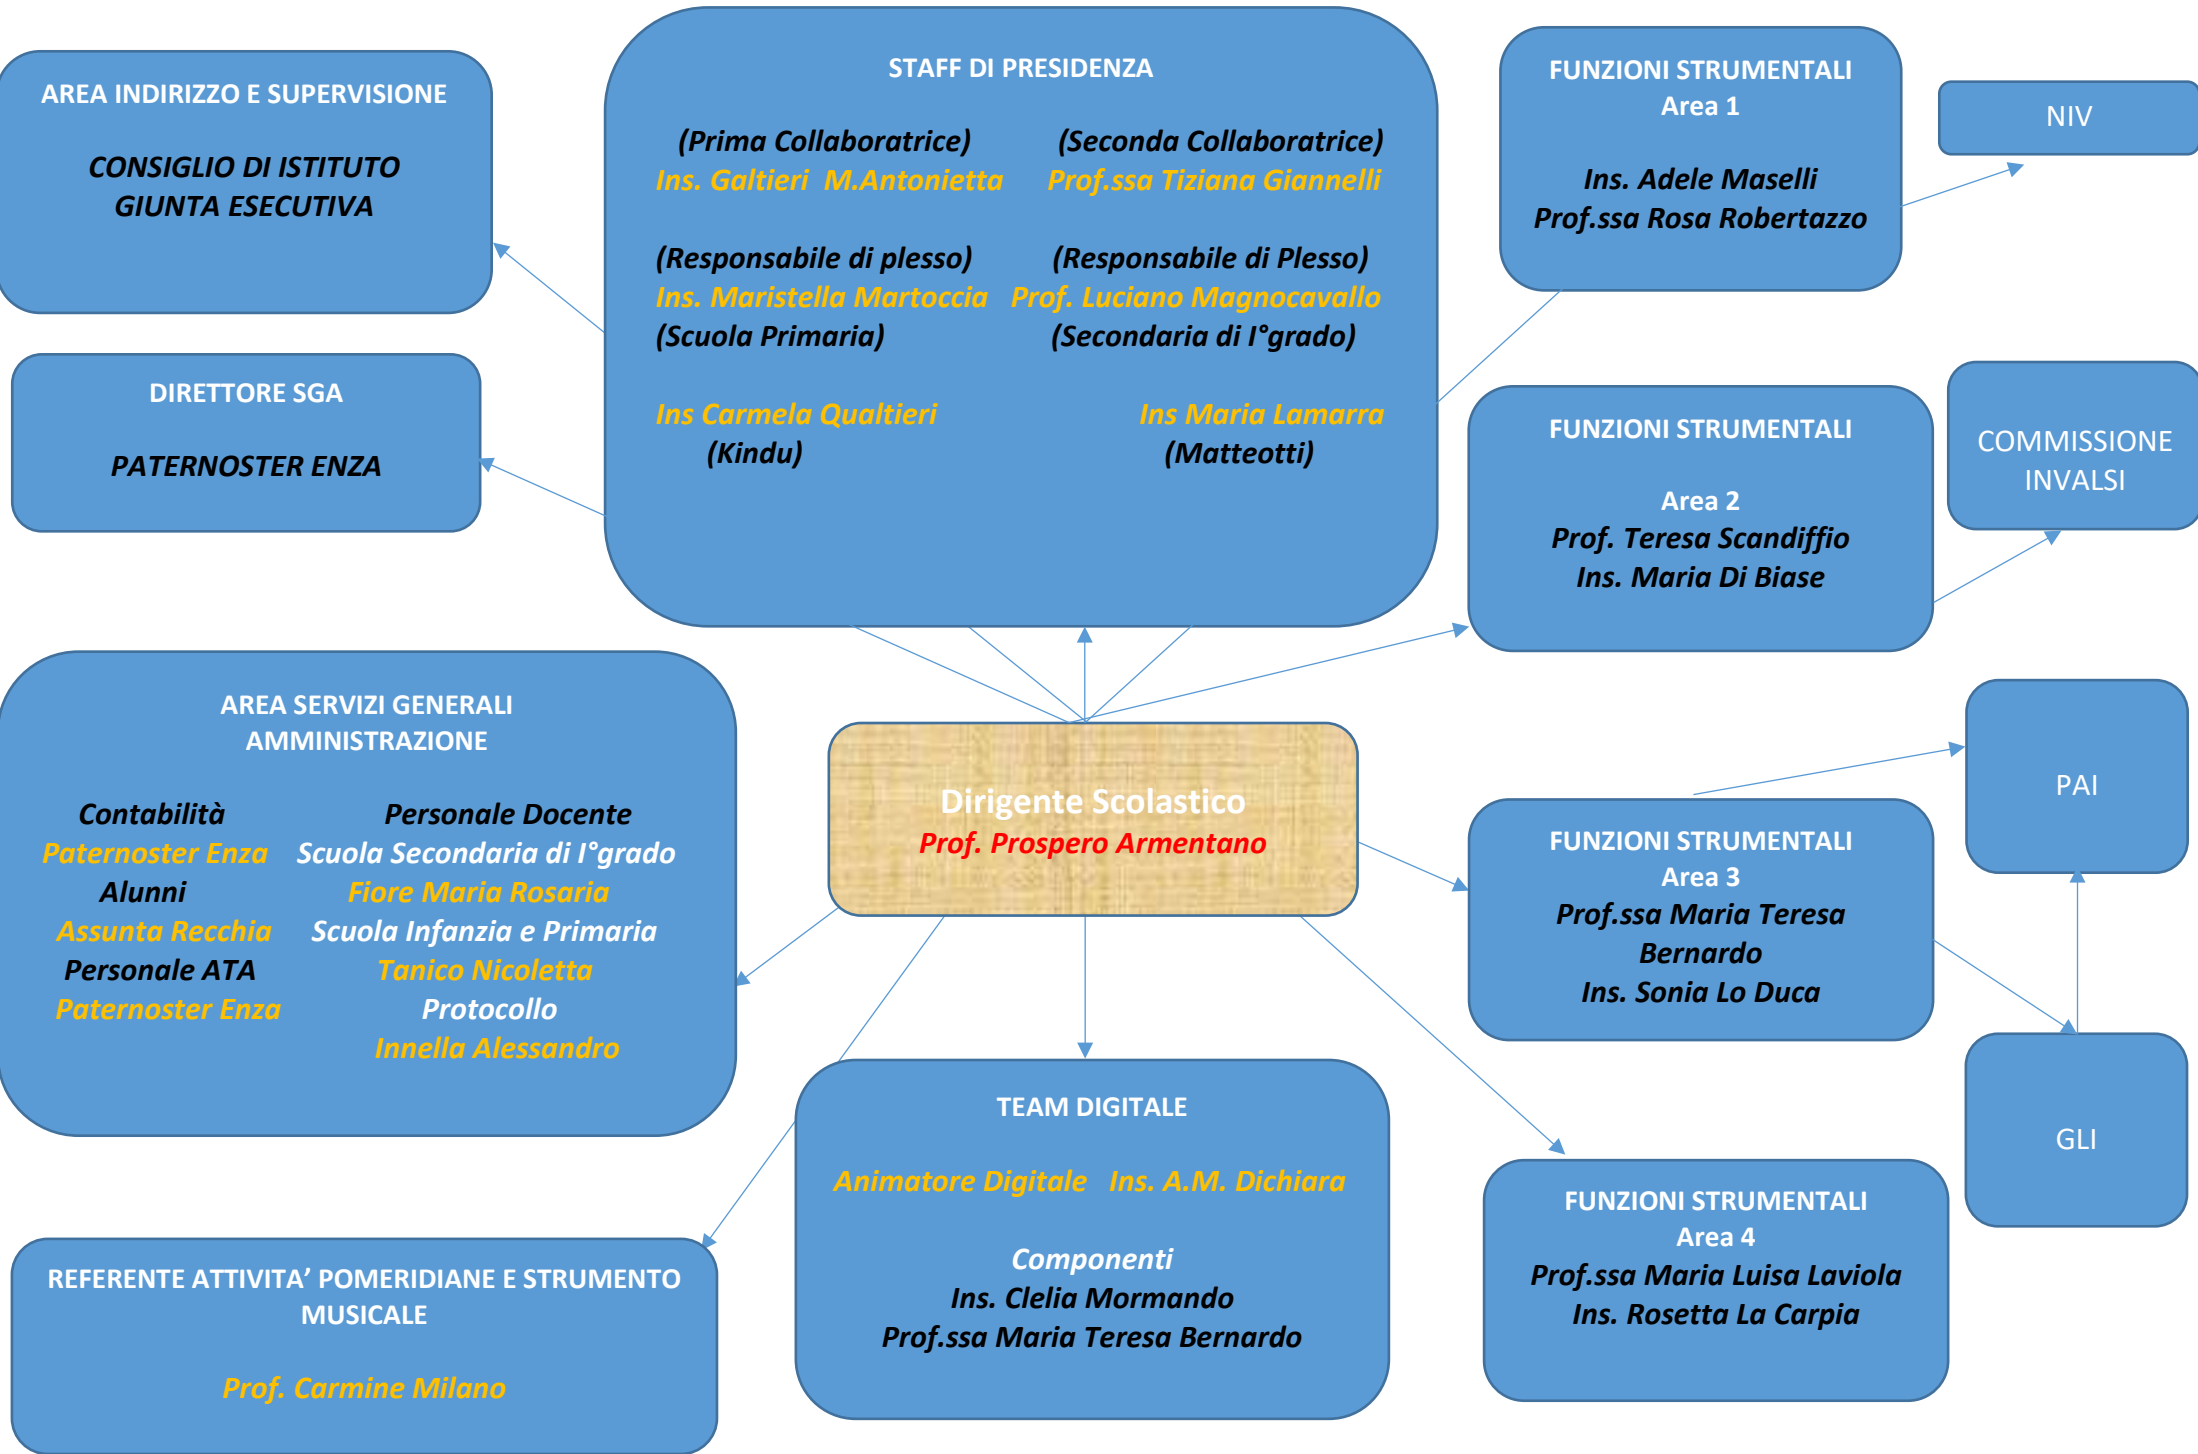 AREA INDIRIZZO E SUPERVISIONE
CONSIGLIO DI ISTITUTO
GIUNTA ESECUTIVA
DIRETTORE SGA
PATERNOSTER ENZA
STAFF DI PRESIDENZA
(Prima Collaboratrice) (Seconda Collaboratrice)
Ins. Galtieri M.Antonietta Prof.ssa Tiziana Giannelli
(Responsabile di plesso) (Responsabile di Plesso)
Ins. Maristella Martoccia Prof. Luciano Magnocavallo
(Scuola Primaria) (Secondaria di I°grado)
Ins Carmela Qualtieri Ins Maria Lamarra
(Kindu) (Matteotti)
FUNZIONI STRUMENTALI
Area 1
Ins. Adele Maselli
Prof.ssa Rosa Robertazzo
NIV
FUNZIONI STRUMENTALI
Area 2
Prof. Teresa Scandiffio
Ins. Maria Di Biase
COMMISSIONE
INVALSI
AREA SERVIZI GENERALI
AMMINISTRAZIONE
Contabilità Personale Docente
Paternoster Enza Scuola Secondaria di I°grado
Alunni Fiore Maria Rosaria
Assunta Recchia Scuola Infanzia e Primaria
Personale ATA Tanico Nicoletta
Paternoster Enza Protocollo
Innella Alessandro
Dirigente Scolastico
Prof. Prospero Armentano
FUNZIONI STRUMENTALI
Area 3
Prof.ssa Maria Teresa
Bernardo
Ins. Sonia Lo Duca
PAI
GLI
TEAM DIGITALE
Animatore Digitale Ins. A.M. Dichiara
Componenti
Ins. Clelia Mormando
Prof.ssa Maria Teresa Bernardo
FUNZIONI STRUMENTALI
Area 4
Prof.ssa Maria Luisa Laviola
Ins. Rosetta La Carpia
REFERENTE ATTIVITA’ POMERIDIANE E STRUMENTO
MUSICALE
Prof. Carmine Milano